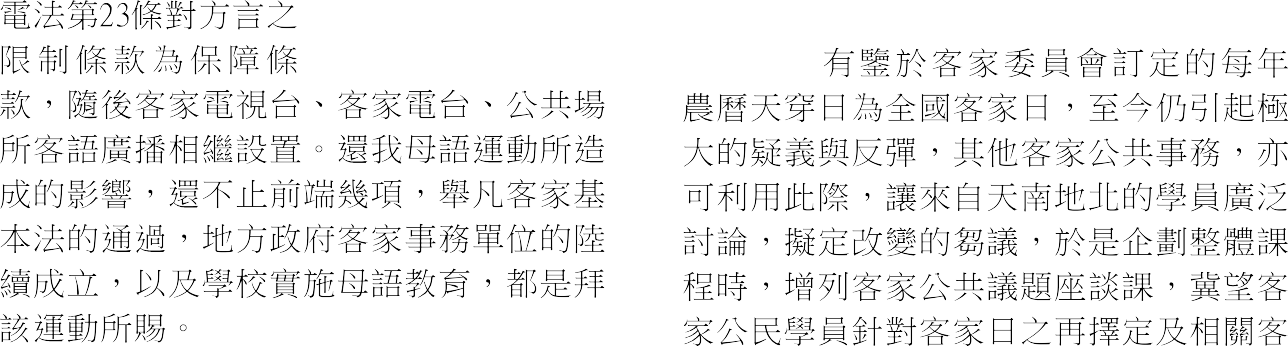 電法第23條對方言之
限制條款為保障條
款，隨後客家電視台、客家電台、公共場
所客語廣播相繼設置。還我母語運動所造
成的影響，還不止前端幾項，舉凡客家基
本法的通過，地方政府客家事務單位的陸
續成立，以及學校實施母語教育，都是拜
該運動所賜。
有鑒於客家委員會訂定的每年
農曆天穿日為全國客家日，至今仍引起極
大的疑義與反彈，其他客家公共事務，亦
可利用此際，讓來自天南地北的學員廣泛
討論，擬定改變的芻議，於是企劃整體課
程時，增列客家公共議題座談課，冀望客
家公民學員針對客家日之再擇定及相關客